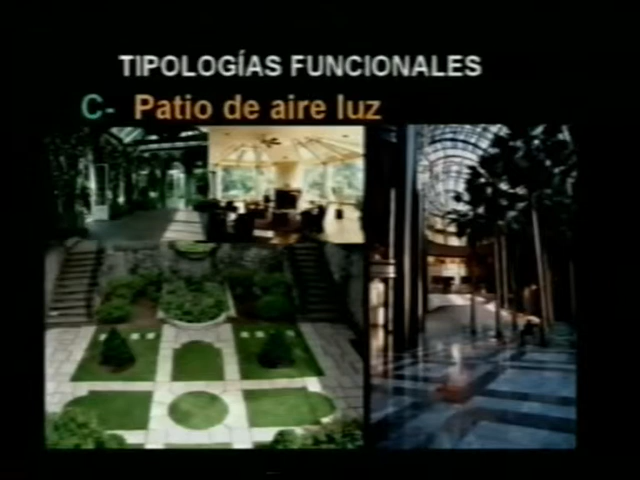 TIPOLOGÍAS FUNCIONALES
C- Patio de aire luz